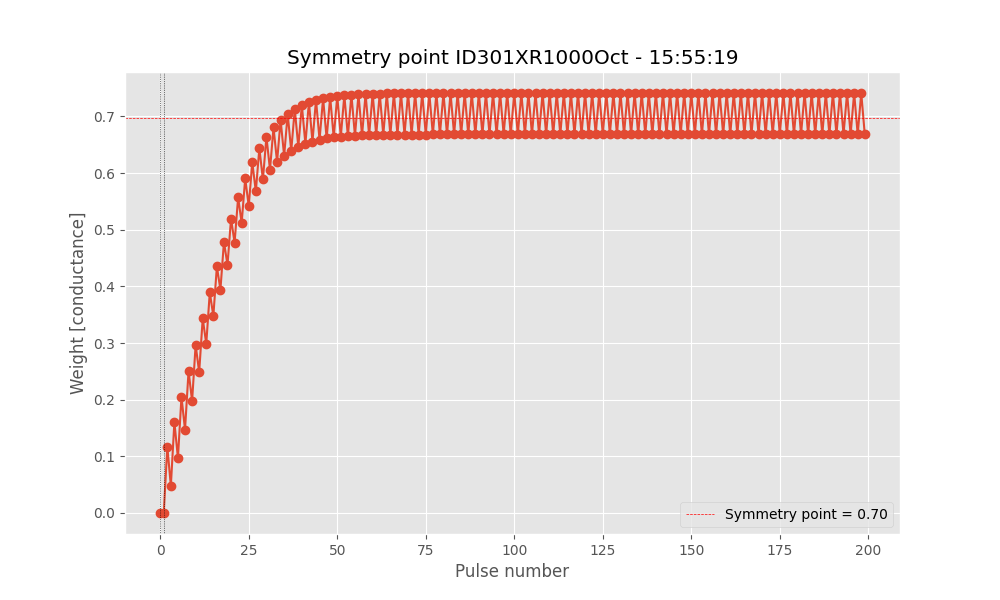 Symmetry point ID301XR1000Oct - 15:55:19
Weight [conductance]
0.7
0.6
0.5
0.4
0.3
0.2
0.1
0.0
Symmetry point = 0.70
0 25 50 75 100 125 150 175 200
Pulse number